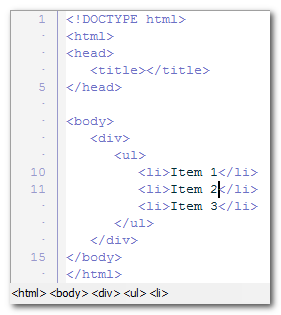 1 <!DOCTYPE html>
· <html>
· <head>
·    <title></title>
5 </head>
·
· <body>
·    <div>
·       <ul>
10          <li>Item 1</li>
11          <li>Item 2</li>
·          <li>Item 3</li>
·       </ul>
·    </div>
15 </body>
· </html>
<html> <body> <div> <ul> <li>